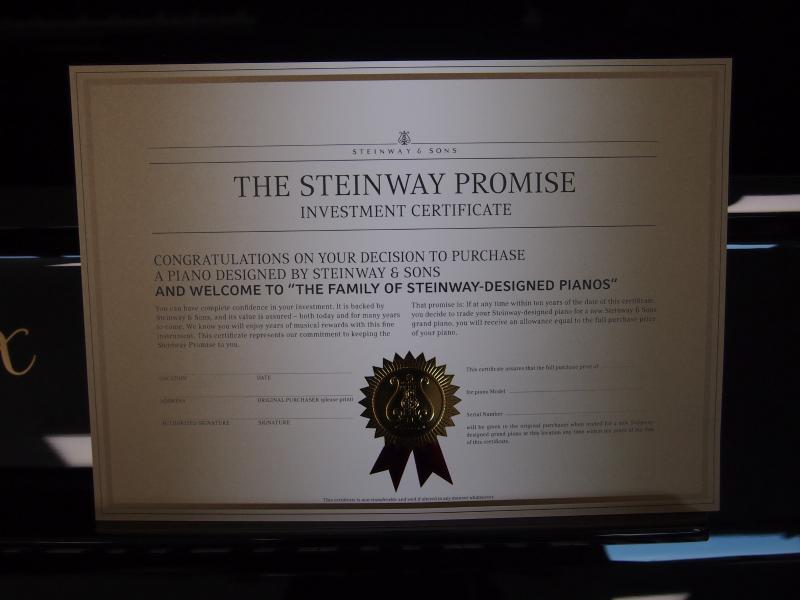 STEINWAY & SONS
THE STEINWAY PROMISE
INVESTMENT CERTIFICATE
CONGRATULATIONS ON YOUR DECISION TO PURCHASE
A PIANO DESIGNED BY STEINWAY & SONS
AND WELCOME TO "THE FAMILY OF STEINWAY-DESIGNED PIANOS"
You can have complete confidence in your investment. It is backed by
Steinway & Sons, and its value is assured – both today and for many years
to come. We know you will enjoy years of musical rewards with this fine
instrument. This certificate represents our commitment to keeping the
Steinway Promise to you.
That promise is: If at any time within ten years of the date of this certificate,
you decide to trade your Steinway-designed piano for a new Steinway & Sons
grand piano, you will receive an allowance equal to the full purchase price
of your piano.
LOCATION DATE
ADDRESS ORIGINAL PURCHASER (please print)
AUTHORIZED SIGNATURE SIGNATURE
This certificate assures that the full purchase price of
for piano Model
Serial Number
will be given to the original purchaser when traded for a new Steinway-
designed grand piano at this location any time within ten years of the date
of this certificate.
This certificate is non-transferable and void if altered in any manner whatsoever.
x